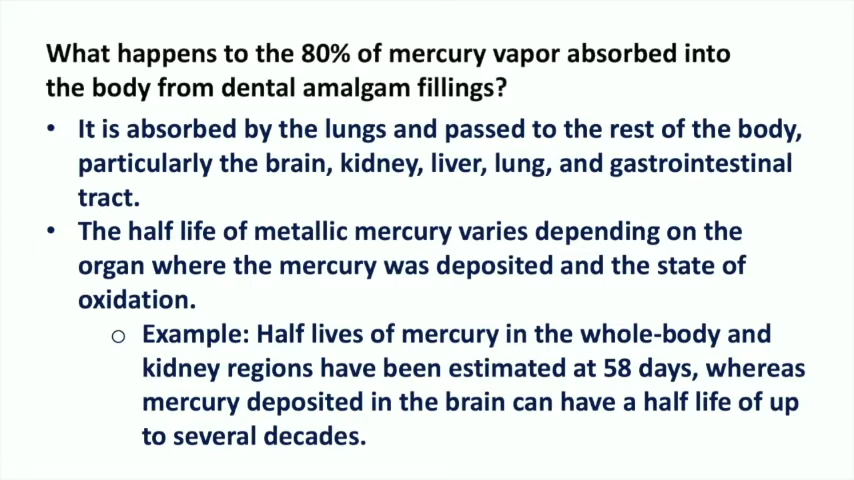 What happens to the 80% of mercury vapor absorbed into
the body from dental amalgam fillings?
• It is absorbed by the lungs and passed to the rest of the body,
particularly the brain, kidney, liver, lung, and gastrointestinal
tract.
• The half life of metallic mercury varies depending on the
organ where the mercury was deposited and the state of
oxidation.
o Example: Half lives of mercury in the whole-body and
kidney regions have been estimated at 58 days, whereas
mercury deposited in the brain can have a half life of up
to several decades.